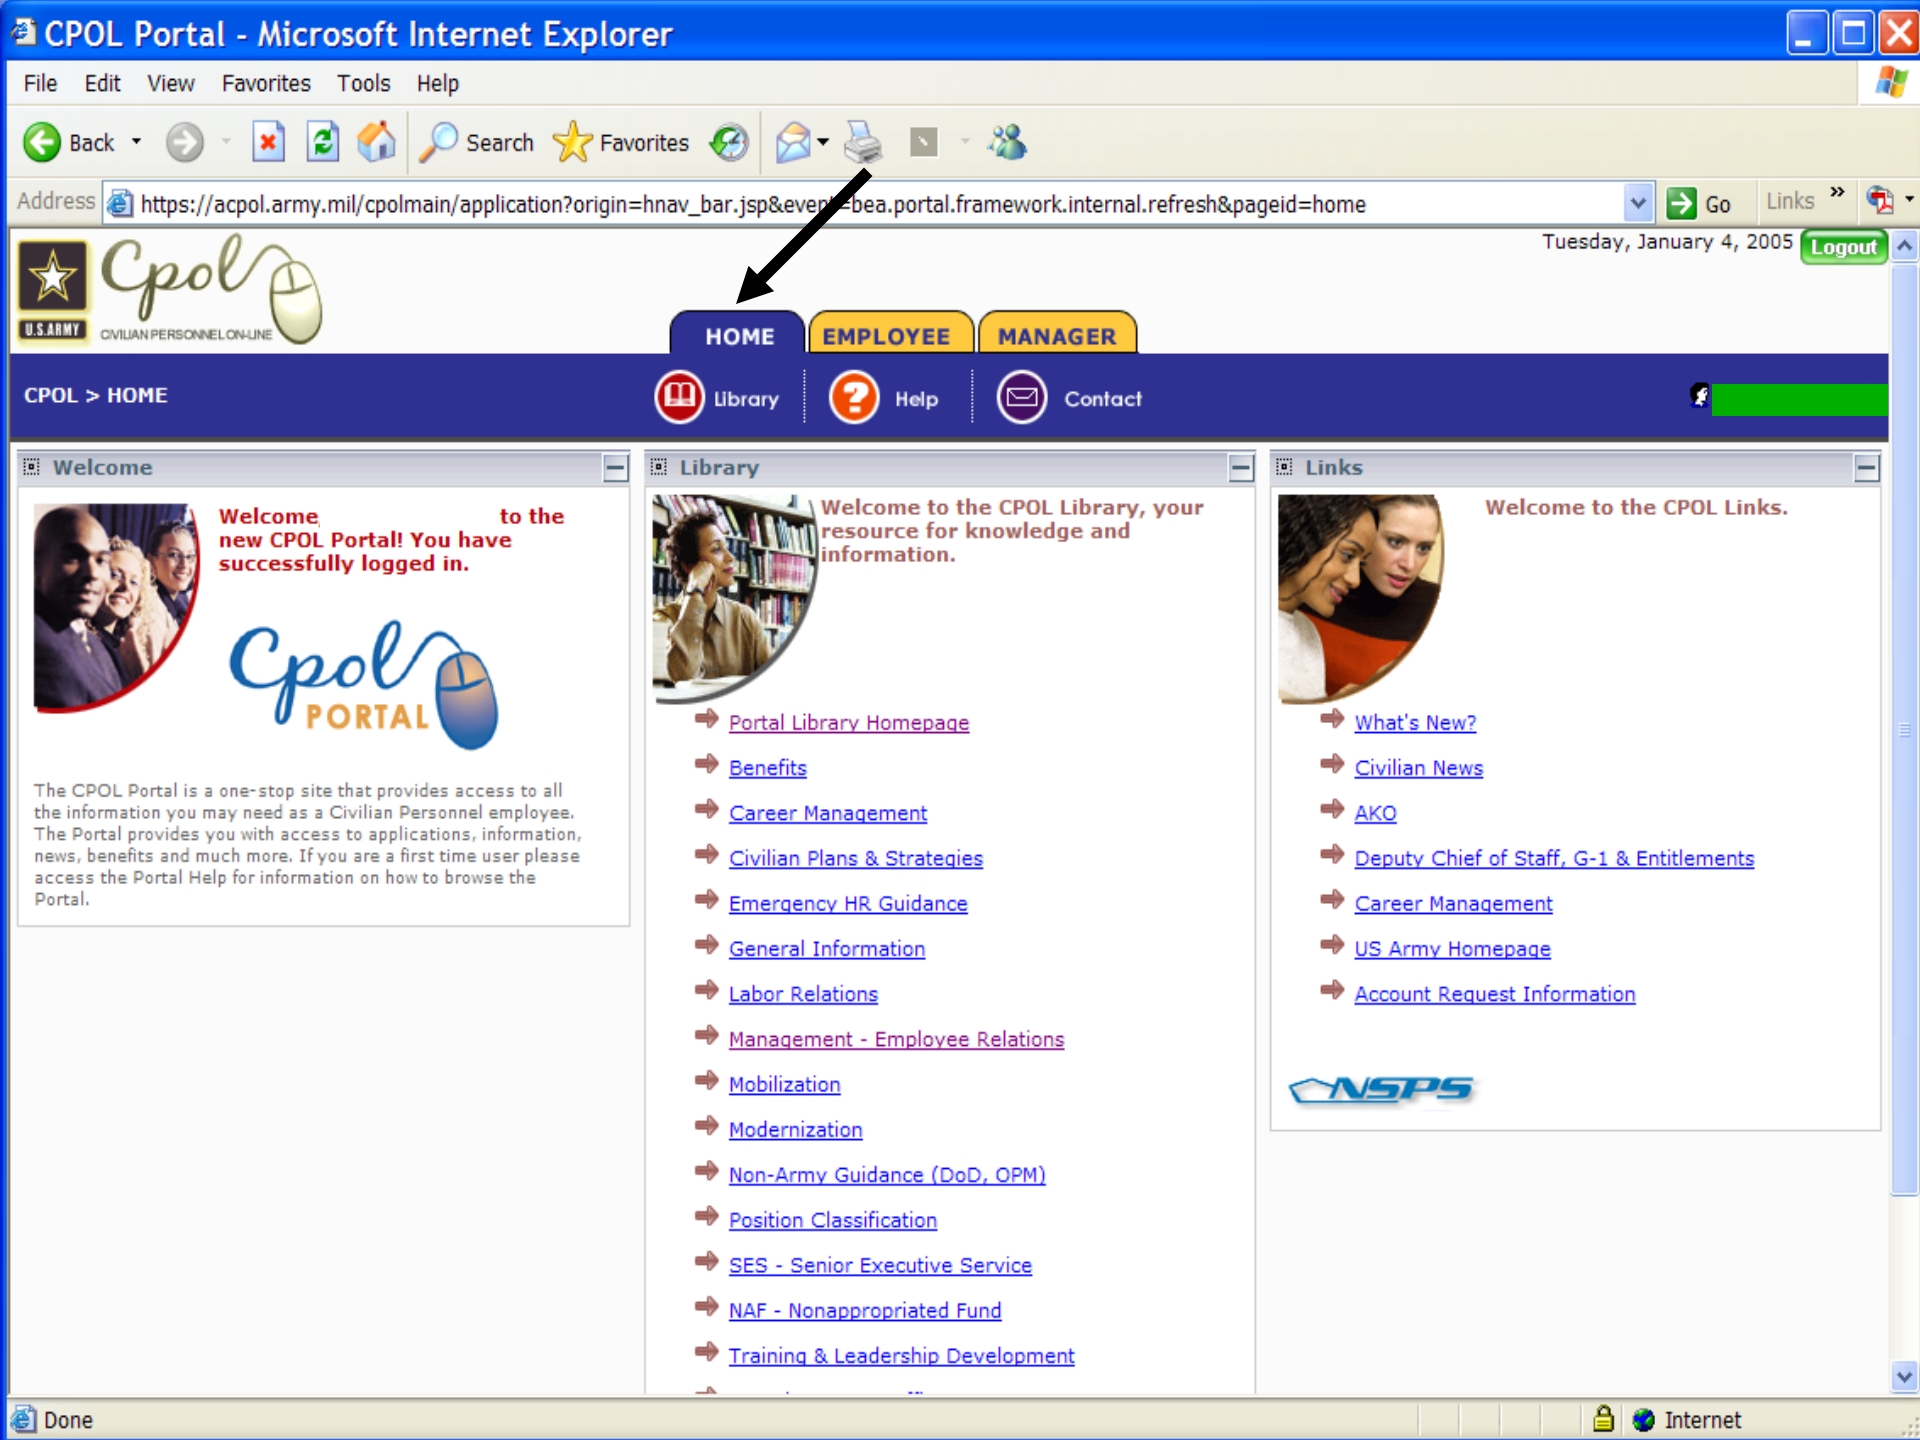 CPOL Portal - Microsoft Internet Explorer
File Edit View Favorites Tools Help
Back Search Favorites
Address https://acpol.army.mil/cpolmain/application?origin=hnav_bar.jsp&event=bea.portal.framework.internal.refresh&pageid=home Go Links »
Tuesday, January 4, 2005 Logout
Cpol
U.S.ARMY CIVILIAN PERSONNEL ON-LINE
HOME EMPLOYEE MANAGER
CPOL > HOME Library Help Contact
Welcome
Welcome, to the
new CPOL Portal! You have
successfully logged in.
Cpol
PORTAL
The CPOL Portal is a one-stop site that provides access to all
the information you may need as a Civilian Personnel employee.
The Portal provides you with access to applications, information,
news, benefits and much more. If you are a first time user please
access the Portal Help for information on how to browse the
Portal.
Library
Welcome to the CPOL Library, your
resource for knowledge and
information.
Portal Library Homepage
Benefits
Career Management
Civilian Plans & Strategies
Emergency HR Guidance
General Information
Labor Relations
Management - Employee Relations
Mobilization
Modernization
Non-Army Guidance (DoD, OPM)
Position Classification
SES - Senior Executive Service
NAF - Nonappropriated Fund
Training & Leadership Development
Links
Welcome to the CPOL Links.
What's New?
Civilian News
AKO
Deputy Chief of Staff, G-1 & Entitlements
Career Management
US Army Homepage
Account Request Information
NSPS
Done Internet